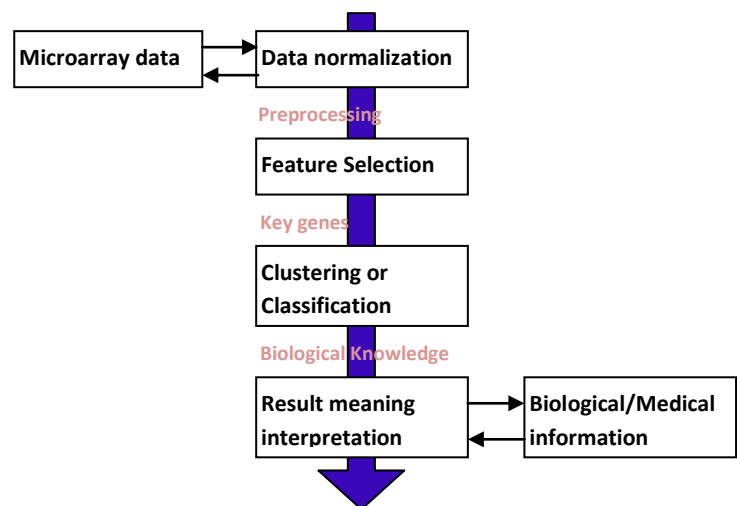 Microarray data
Data normalization
Preprocessing
Feature Selection
Key genes
Clustering or
Classification
Biological Knowledge
Result meaning
interpretation
Biological/Medical
information